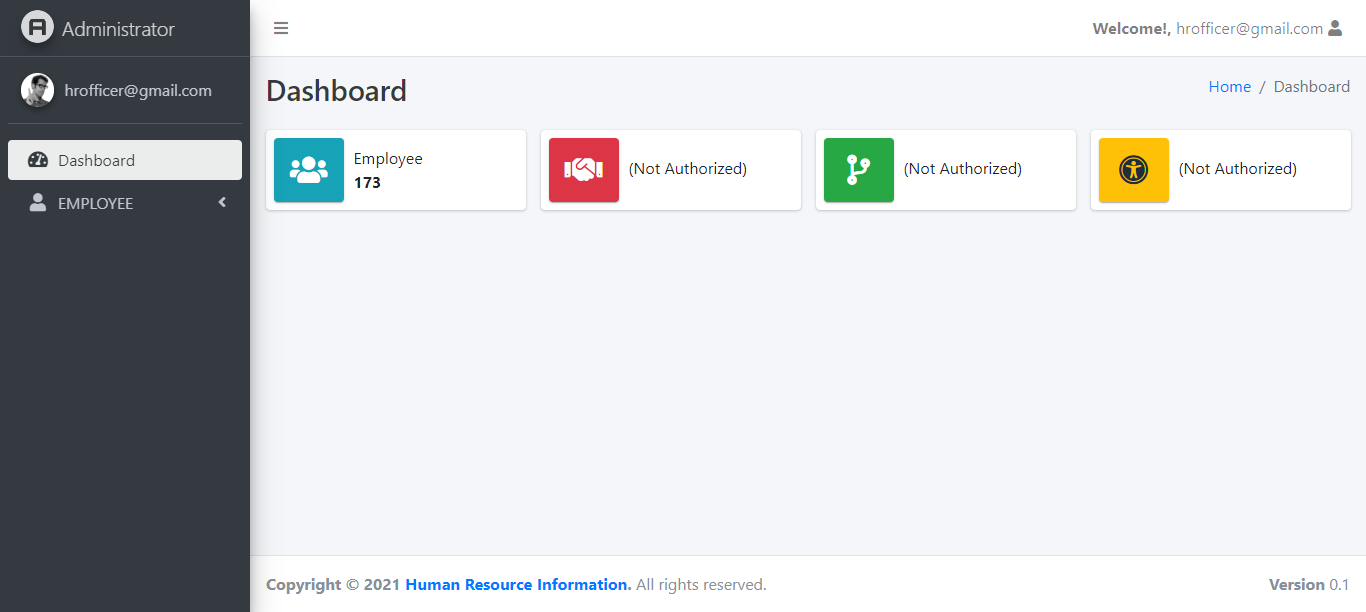 Administrator
Welcome!, hrofficer@gmail.com
hrofficer@gmail.com
Dashboard
EMPLOYEE
Dashboard
Home / Dashboard
Employee
173
(Not Authorized)
(Not Authorized)
(Not Authorized)
Copyright © 2021 Human Resource Information. All rights reserved.
Version 0.1